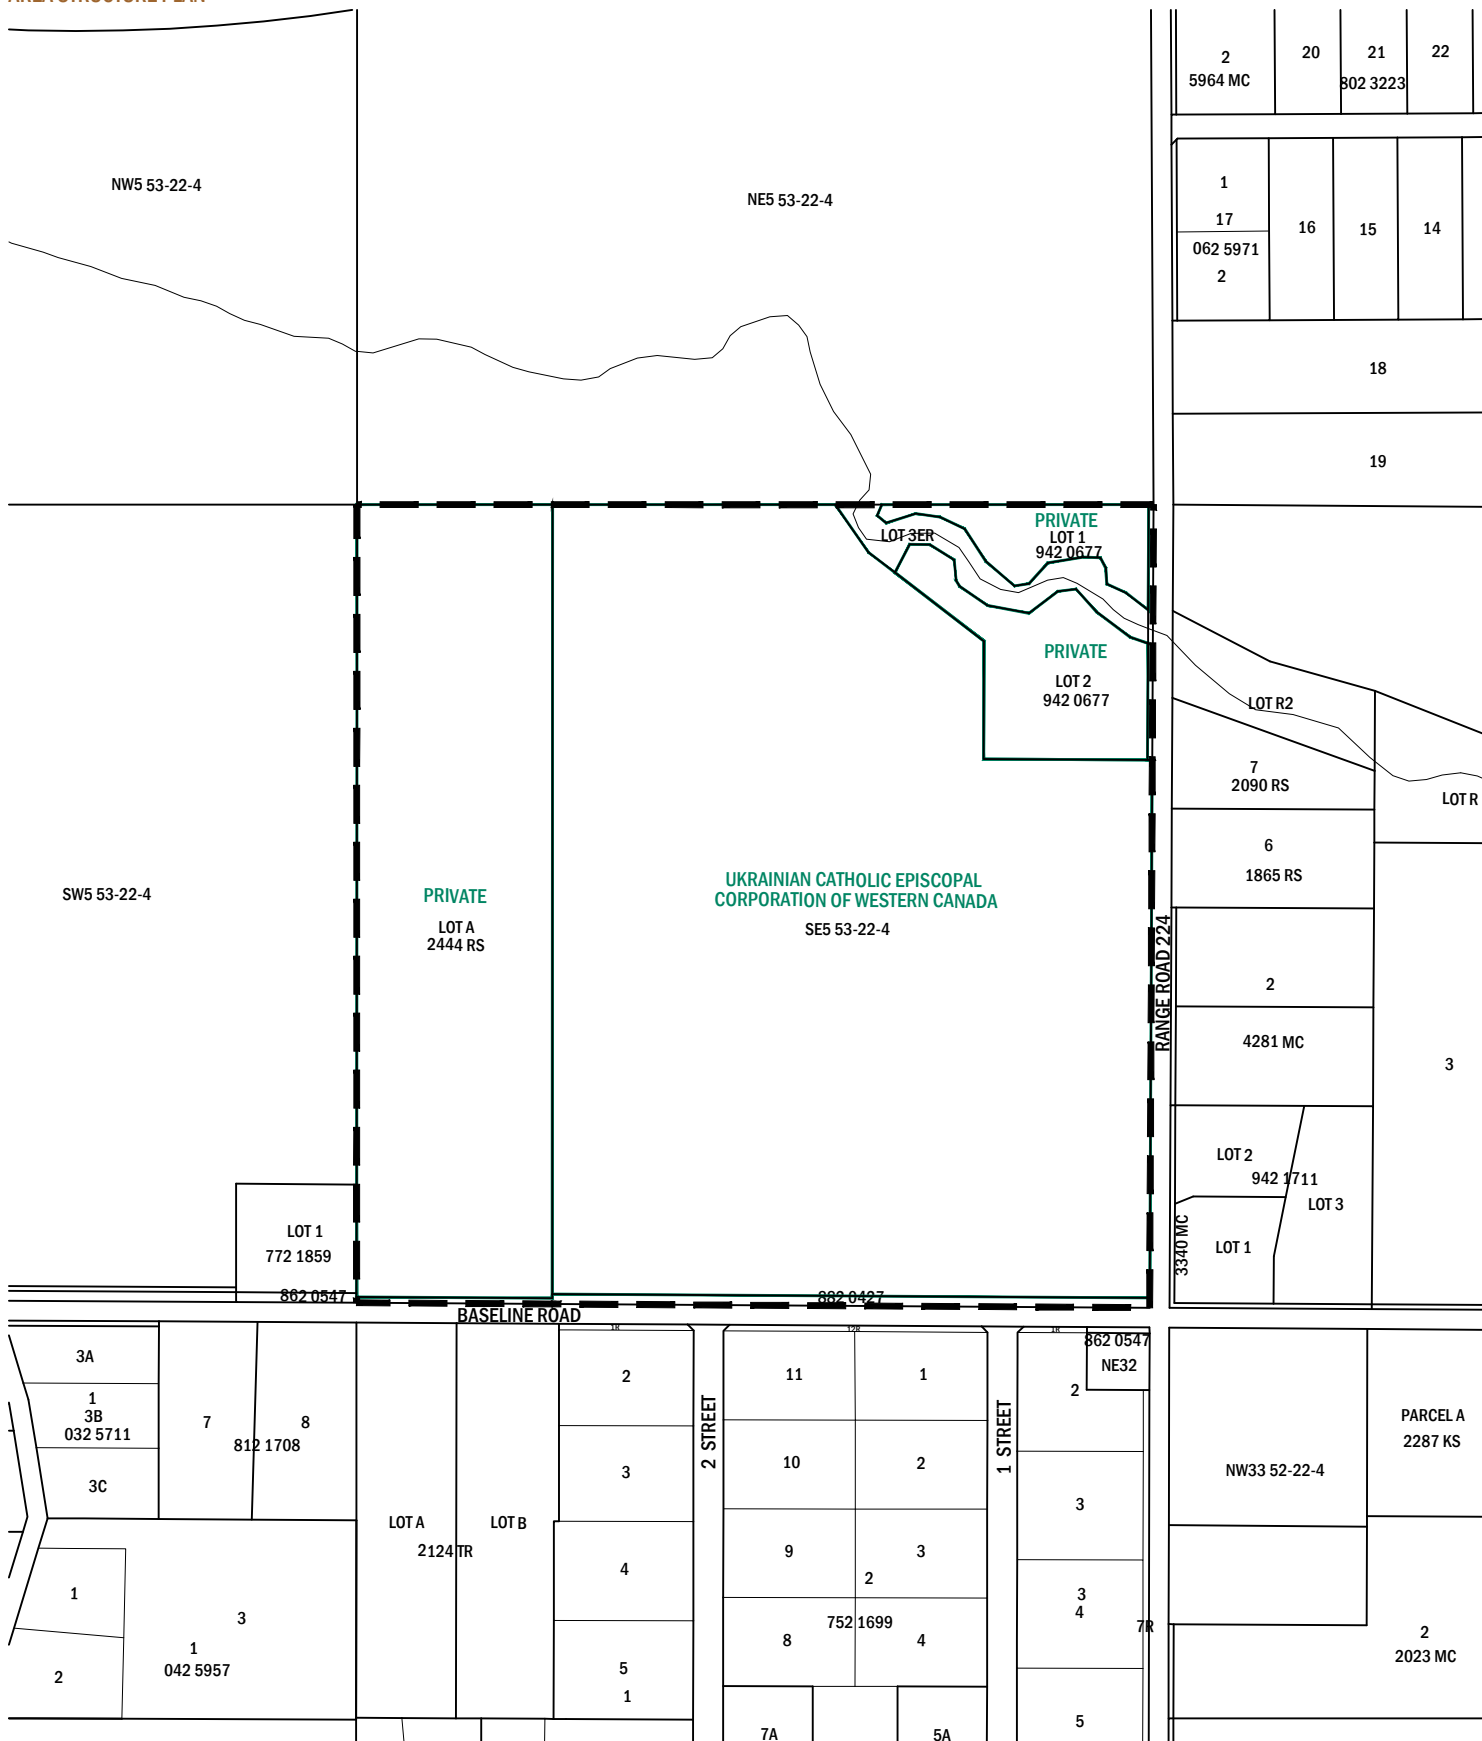 AREA STRUCTURE PLAN
2
5964 MC
20
21
22
802 3223
NW5 53-22-4
NE5 53-22-4
1
17
062 5971
2
16
15
14
18
19
PRIVATE
LOT 1
942 0677
LOT 3ER
PRIVATE
LOT 2
942 0677
LOT R2
7
2090 RS
LOT R
6
1865 RS
SW5 53-22-4
PRIVATE
LOT A
2444 RS
UKRAINIAN CATHOLIC EPISCOPAL
CORPORATION OF WESTERN CANADA
SE5 53-22-4
RANGE ROAD 224
2
4281 MC
3
LOT 2
942 1711
LOT 3
LOT 1
3340 MC
LOT 1
772 1859
862 0547
882 0427
BASELINE ROAD
1R
12R
1R
862 0547
NE32
3A
1
3B
032 5711
3C
7
8
812 1708
2
3
4
5
1
2 STREET
11
1
10
2
9
3
2
752 1699
8
4
7A
5A
1 STREET
2
3
3
4
7R
5
LOT A
LOT B
2124 TR
1
3
1
042 5957
2
NW33 52-22-4
PARCEL A
2287 KS
2
2023 MC